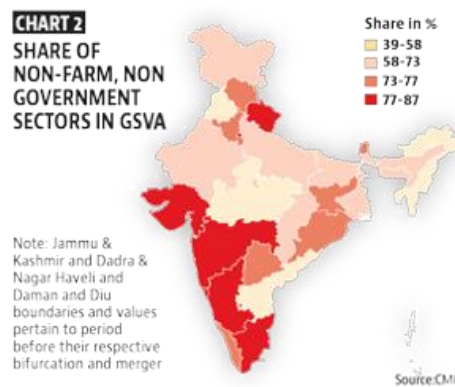 CHART 2
SHARE OF
NON-FARM, NON
GOVERNMENT
SECTORS IN GSVA
Share in %
39-58
58-73
73-77
77-87
Note: Jammu &
Kashmir and Dadra &
Nagar Haveli and
Daman and Diu
boundaries and values
pertain to period
before their respective
bifurcation and merger
Source:CMI